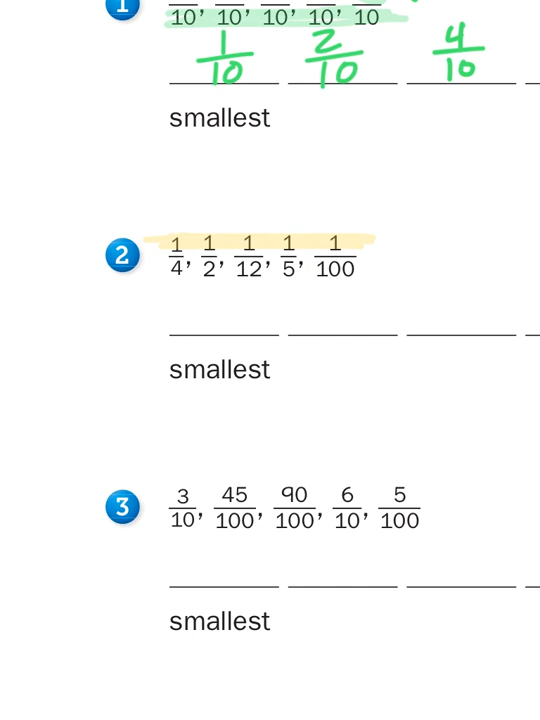 1 10, 10, 10, 10, 10
1/10 2/10 4/10
smallest
2 1/4, 1/2, 1/12, 1/5, 1/100
smallest
3 3/10, 45/100, 90/100, 6/10, 5/100
smallest